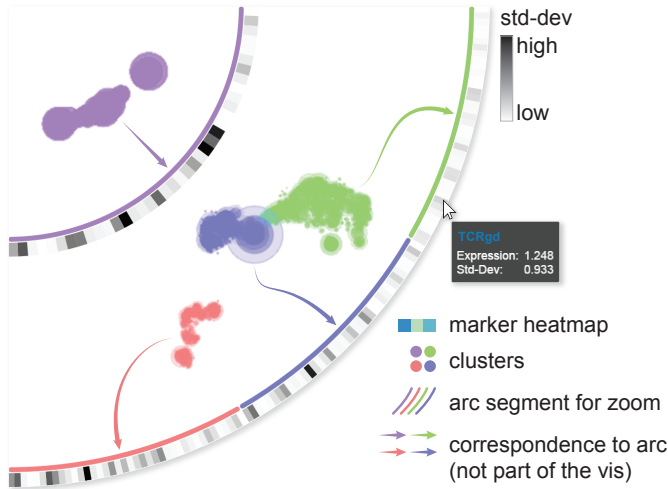 std-dev
high
low
TCRgd
Expression: 1.248
Std-Dev: 0.933
marker heatmap
clusters
arc segment for zoom
correspondence to arc
(not part of the vis)